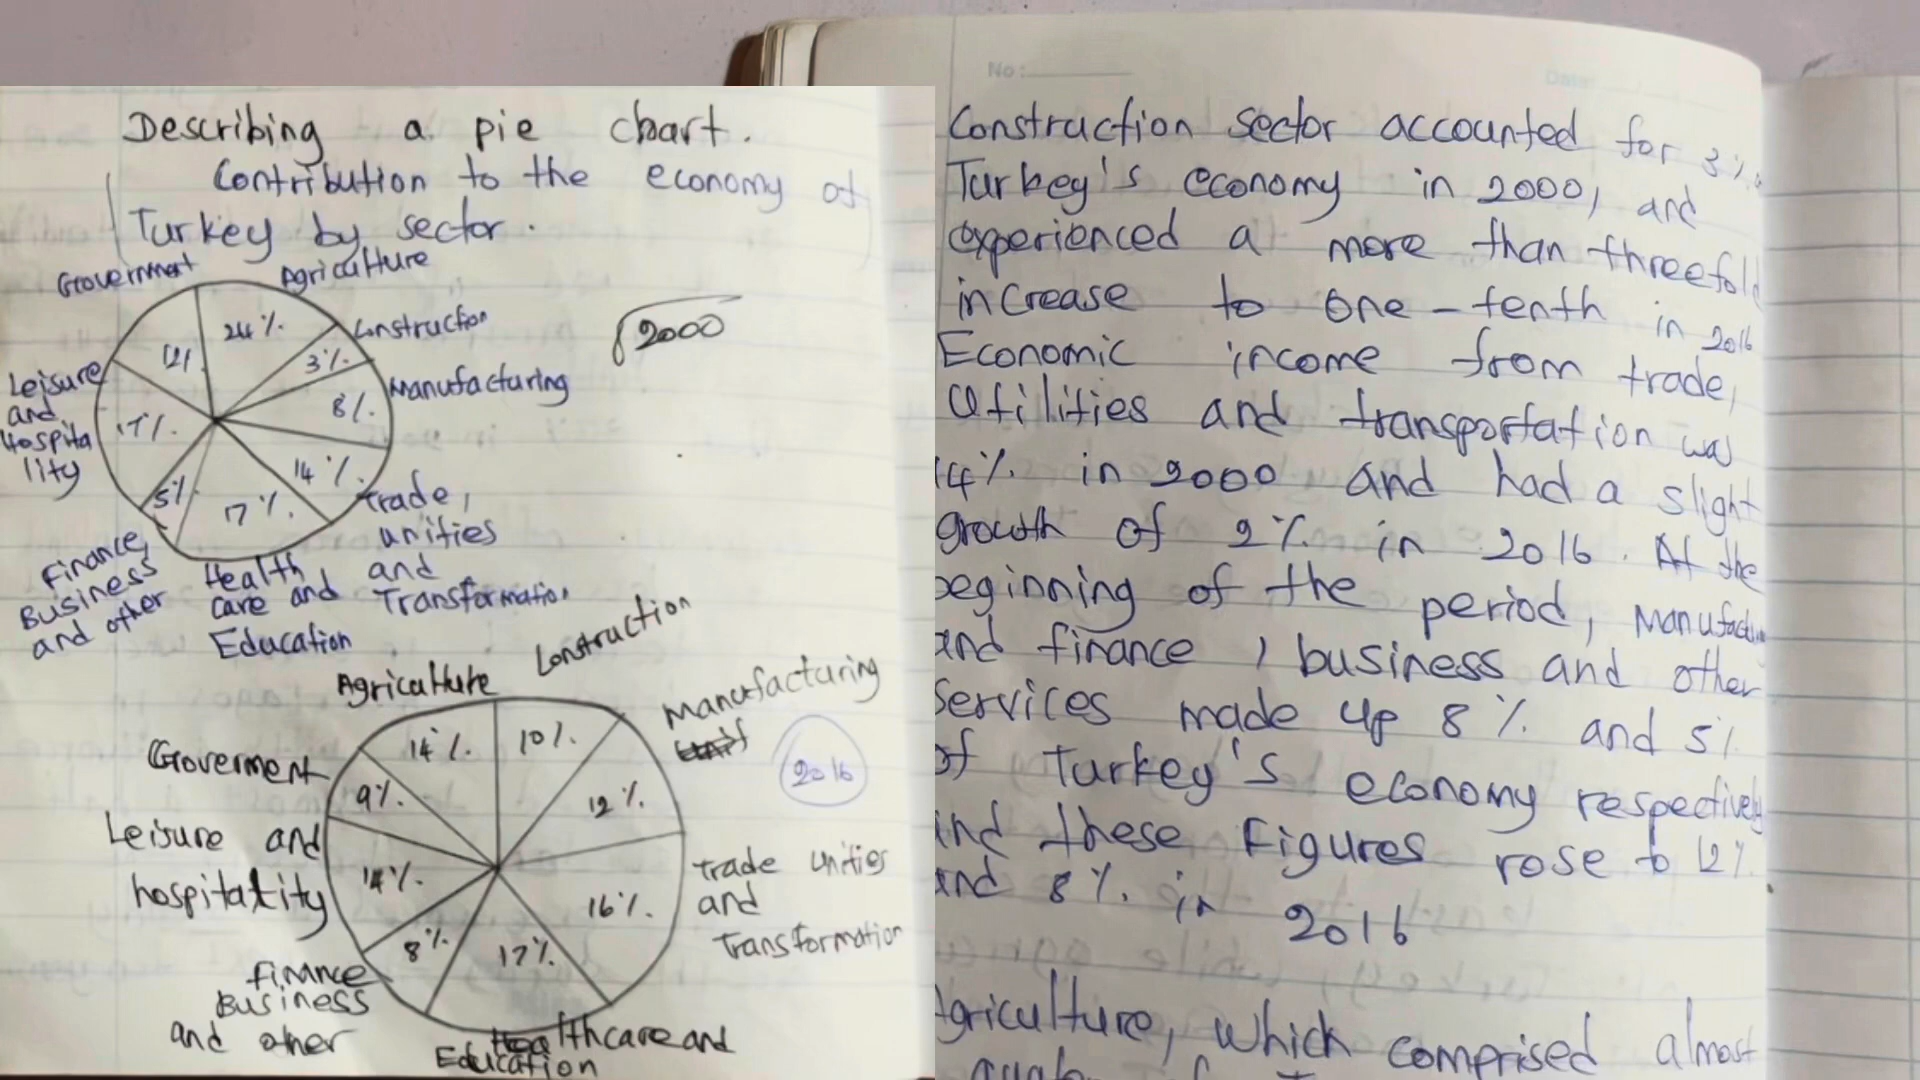 Describing a pie chart.
Contribution to the economy of
Turkey by sector.
Government
Agriculture
Construction
Manufacturing
Leisure
and
Hospita
lity
24%.
3%.
8%.
14%.
17%.
5%.
2000
Trade,
unities
and
Transformation
Health
care and
Education
Finance,
Business
and other
Agriculture
Construction
Manufacturing
2016
Goverment
Leisure and
hospitality
14%.
10%.
9%.
12%.
14%.
16%.
8%.
17%.
trade unities
and
Transformation
finance
Business
and other
Healthcare and
Education
No:
Date:
Construction sector accounted for 3%
Turkey's economy in 2000, and
experienced a more than threefold
increase to one-tenth in 2016
Economic income from trade,
Utilities and transportation was
14%. in 2000 and had a slight
growth of 2%. in 2016. At the
beginning of the period, Manufactu
and finance, business and other
services made up 8%. and 5%
of Turkey's economy respectively
and these Figures rose to 12%.
and 8%. in 2016
Agriculture, which comprised almost